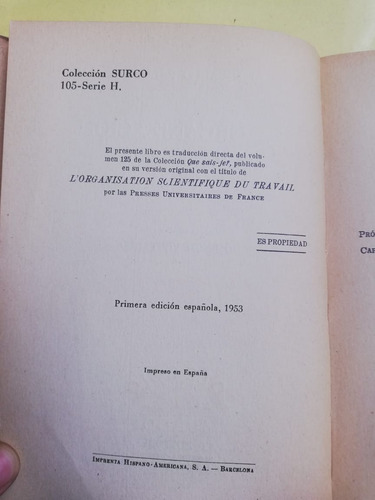 Colección SURCO
105-Serie H.
El presente libro es traducción directa del volu-
men 125 de la Colección Que sais-je?, publicado
en su versión original con el título de
L'ORGANISATION SCIENTIFIQUE DU TRAVAIL
por las PRESSES UNIVERSITAIRES DE FRANCE
ES PROPIEDAD
Primera edición española, 1953
Impreso en España
IMPRENTA HISPANO-AMERICANA, S. A. — BARCELONA
PRÓ
CAP